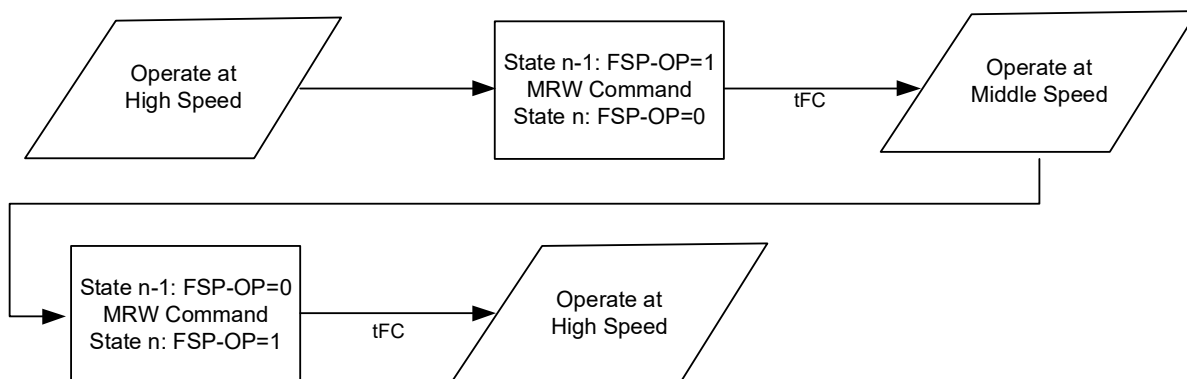 Operate at
High Speed
State n-1: FSP-OP=1
MRW Command
State n: FSP-OP=0
tFC
Operate at
Middle Speed
State n-1: FSP-OP=0
MRW Command
State n: FSP-OP=1
tFC
Operate at
High Speed